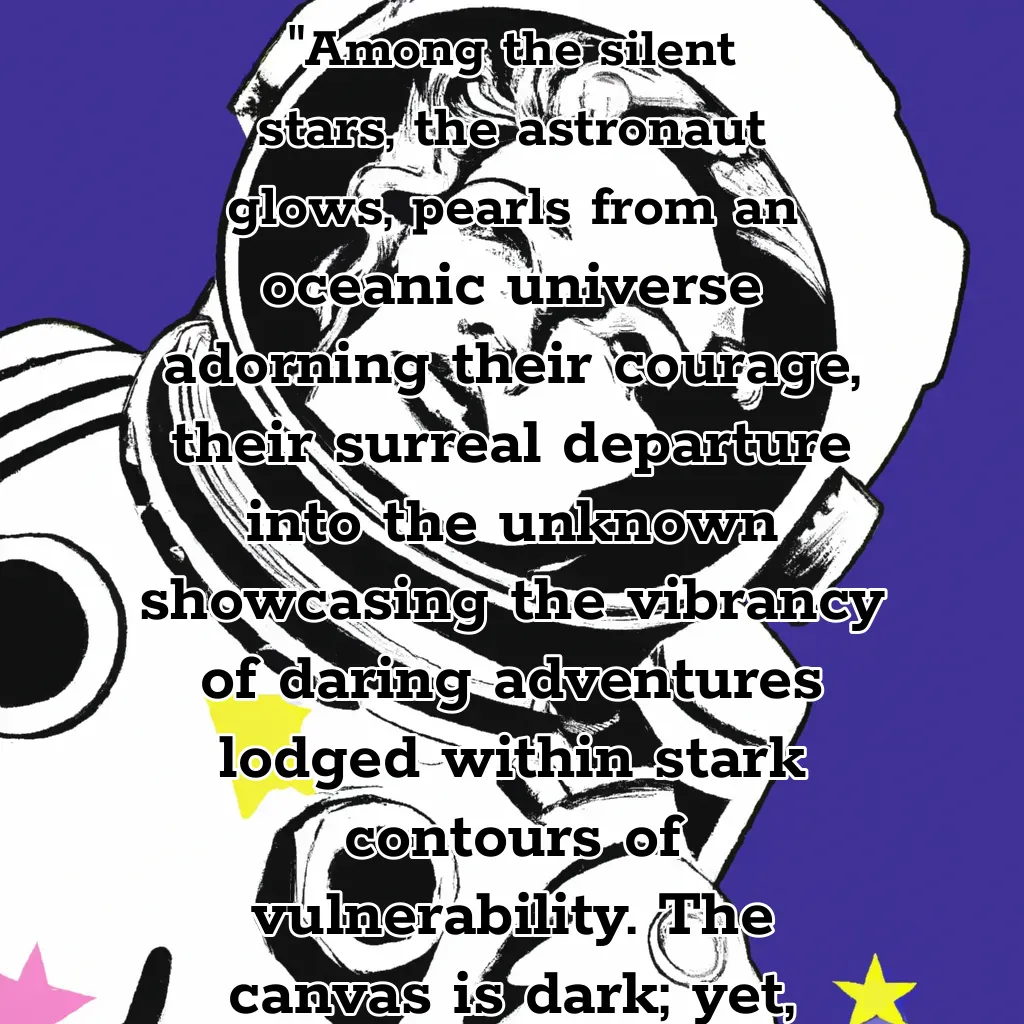 "Among the silent
stars, the astronaut
glows, pearls from an
oceanic universe
adorning their courage,
their surreal departure
into the unknown
showcasing the vibrancy
of daring adventures
lodged within stark
contours of
vulnerability. The
canvas is dark; yet,